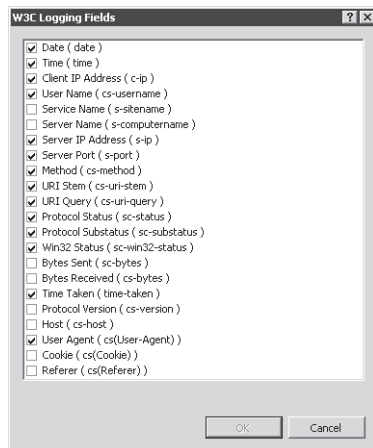 W3C Logging Fields
Date ( date )
Time ( time )
Client IP Address ( c-ip )
User Name ( cs-username )
Service Name ( s-sitename )
Server Name ( s-computername )
Server IP Address ( s-ip )
Server Port ( s-port )
Method ( cs-method )
URI Stem ( cs-uri-stem )
URI Query ( cs-uri-query )
Protocol Status ( sc-status )
Protocol Substatus ( sc-substatus )
Win32 Status ( sc-win32-status )
Bytes Sent ( sc-bytes )
Bytes Received ( cs-bytes )
Time Taken ( time-taken )
Protocol Version ( cs-version )
Host ( cs-host )
User Agent ( cs(User-Agent) )
Cookie ( cs(Cookie) )
Referer ( cs(Referer) )
OK Cancel